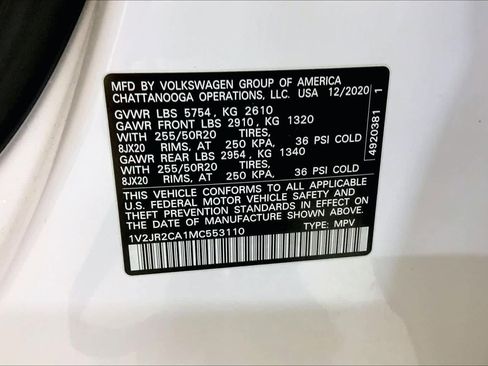 MFD BY VOLKSWAGEN GROUP OF AMERICA
CHATTANOOGA OPERATIONS, LLC. USA 12/2020
GVWR LBS 5754, KG 2610
GAWR FRONT LBS 2910, KG 1320
WITH 255/50R20 TIRES,
8JX20 RIMS, AT 250 KPA, 36 PSI COLD
GAWR REAR LBS 2954, KG 1340
WITH 255/50R20 TIRES,
8JX20 RIMS, AT 250 KPA, 36 PSI COLD
THIS VEHICLE CONFORMS TO ALL APPLICABLE
U.S. FEDERAL MOTOR VEHICLE SAFETY AND
THEFT PREVENTION STANDARDS IN EFFECT ON THE
DATE OF MANUFACTURE SHOWN ABOVE.
1V2JR2CA1MC553110 TYPE: MPV
4920381 1